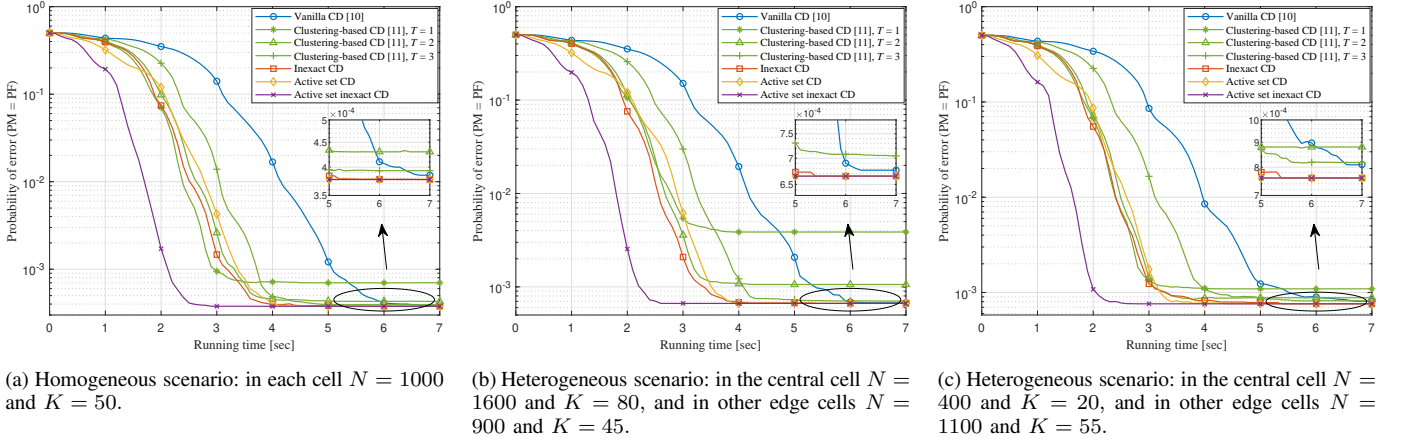 Probability of error (PM = PF)
10^0
10^-1
10^-2
10^-3
0 1 2 3 4 5 6 7
Running time [sec]
Vanilla CD [10]
Clustering-based CD [11], T = 1
Clustering-based CD [11], T = 2
Clustering-based CD [11], T = 3
Inexact CD
Active set CD
Active set inexact CD
×10^-4
5
4.5
4
3.5
5 6 7
(a) Homogeneous scenario: in each cell N = 1000
and K = 50.
Probability of error (PM = PF)
10^0
10^-1
10^-2
10^-3
0 1 2 3 4 5 6 7
Running time [sec]
Vanilla CD [10]
Clustering-based CD [11], T = 1
Clustering-based CD [11], T = 2
Clustering-based CD [11], T = 3
Inexact CD
Active set CD
Active set inexact CD
×10^-4
7.5
7
6.5
5 6 7
(b) Heterogeneous scenario: in the central cell N =
1600 and K = 80, and in other edge cells N =
900 and K = 45.
Probability of error (PM = PF)
10^0
10^-1
10^-2
10^-3
0 1 2 3 4 5 6 7
Running time [sec]
Vanilla CD [10]
Clustering-based CD [11], T = 1
Clustering-based CD [11], T = 2
Clustering-based CD [11], T = 3
Inexact CD
Active set CD
Active set inexact CD
×10^-4
10
9
8
7
5 6 7
(c) Heterogeneous scenario: in the central cell N =
400 and K = 20, and in other edge cells N =
1100 and K = 55.